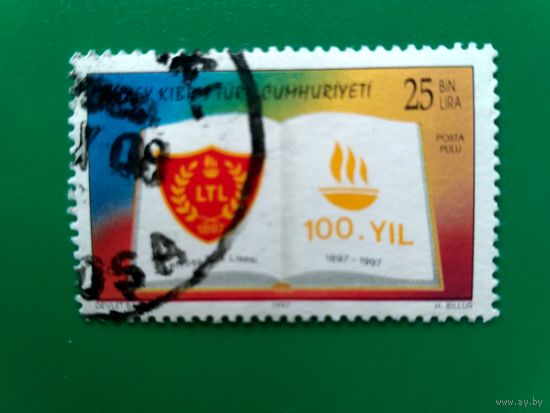 KIBRIS TÜRK CUMHURİYETİ
25 BİN LİRA
POSTA PULU
LTL
1897
100. YIL
1897 - 1997
1997
DEVLET
H. BİLLUR
www.ay.by